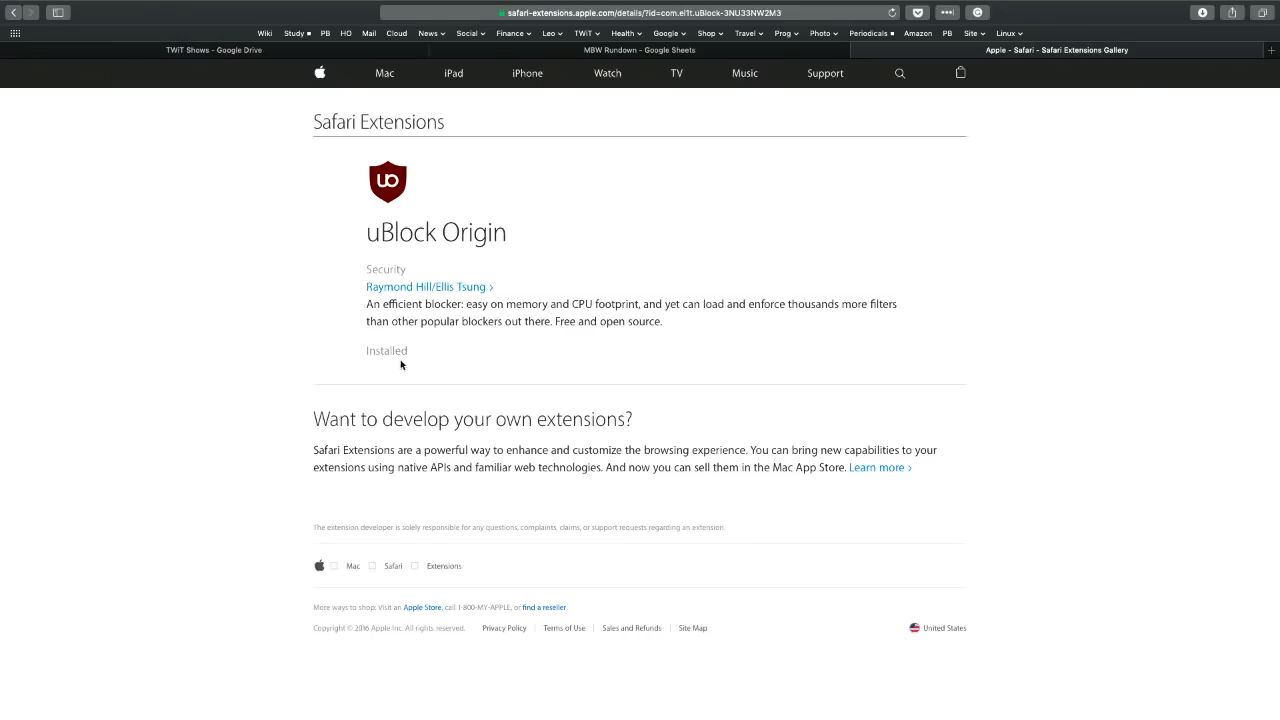 safari-extensions.apple.com/details/?id=com.el1t.uBlock-3NU33NW2M3
Wiki Study PB HO Mail Cloud News Social Finance Leo TWiT Health Google Shop Travel Prog Photo Periodicals Amazon PB Site Linux
TWiT Shows - Google Drive MBW Rundown - Google Sheets Apple - Safari - Safari Extensions Gallery
Mac iPad iPhone Watch TV Music Support
Safari Extensions
uo
uBlock Origin
Security
Raymond Hill/Ellis Tsung ›
An efficient blocker: easy on memory and CPU footprint, and yet can load and enforce thousands more filters
than other popular blockers out there. Free and open source.
Installed
Want to develop your own extensions?
Safari Extensions are a powerful way to enhance and customize the browsing experience. You can bring new capabilities to your
extensions using native APIs and familiar web technologies. And now you can sell them in the Mac App Store. Learn more ›
The extension developer is solely responsible for any questions, complaints, claims, or support requests regarding an extension.
Mac Safari Extensions
More ways to shop: Visit an Apple Store, call 1-800-MY-APPLE, or find a reseller.
Copyright © 2016 Apple Inc. All rights reserved. Privacy Policy Terms of Use Sales and Refunds Site Map United States